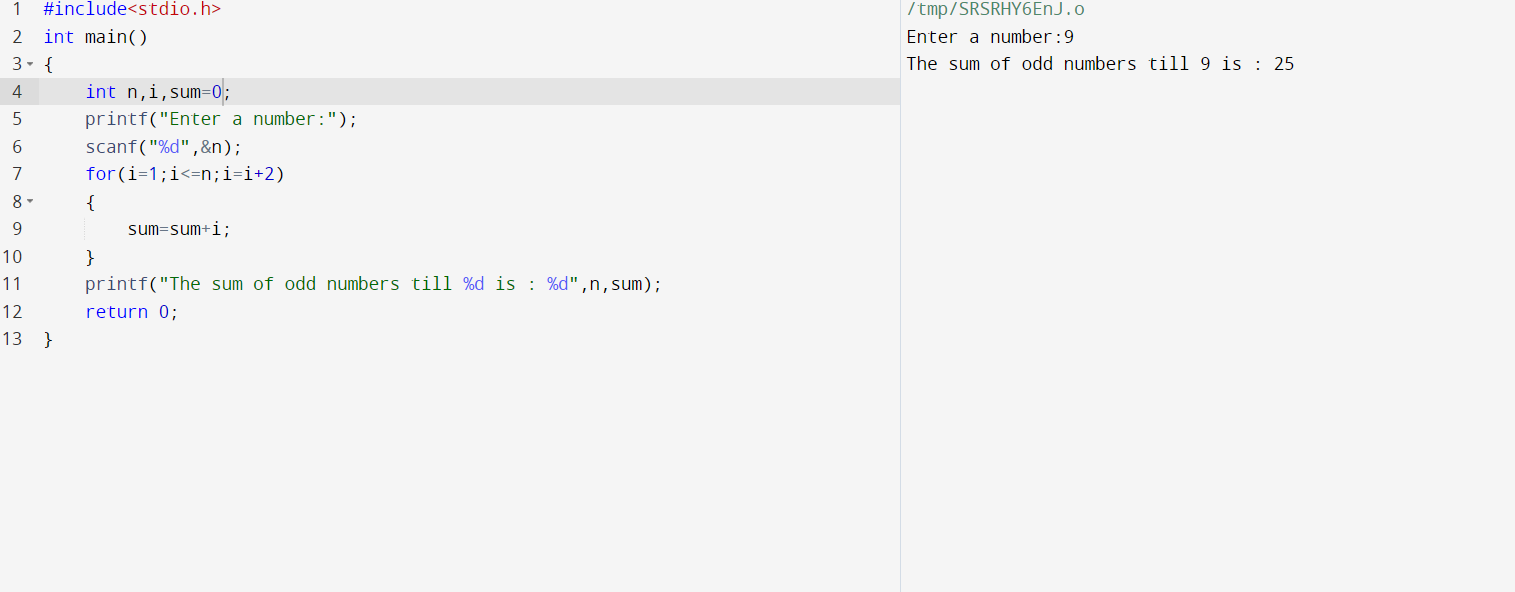 1 #include<stdio.h>
2 int main()
3 {
4 int n,i,sum=0;
5 printf("Enter a number:");
6 scanf("%d",&n);
7 for(i=1;i<=n;i=i+2)
8 {
9 sum=sum+i;
10 }
11 printf("The sum of odd numbers till %d is : %d",n,sum);
12 return 0;
13 }
/tmp/SRSRHY6EnJ.o
Enter a number:9
The sum of odd numbers till 9 is : 25